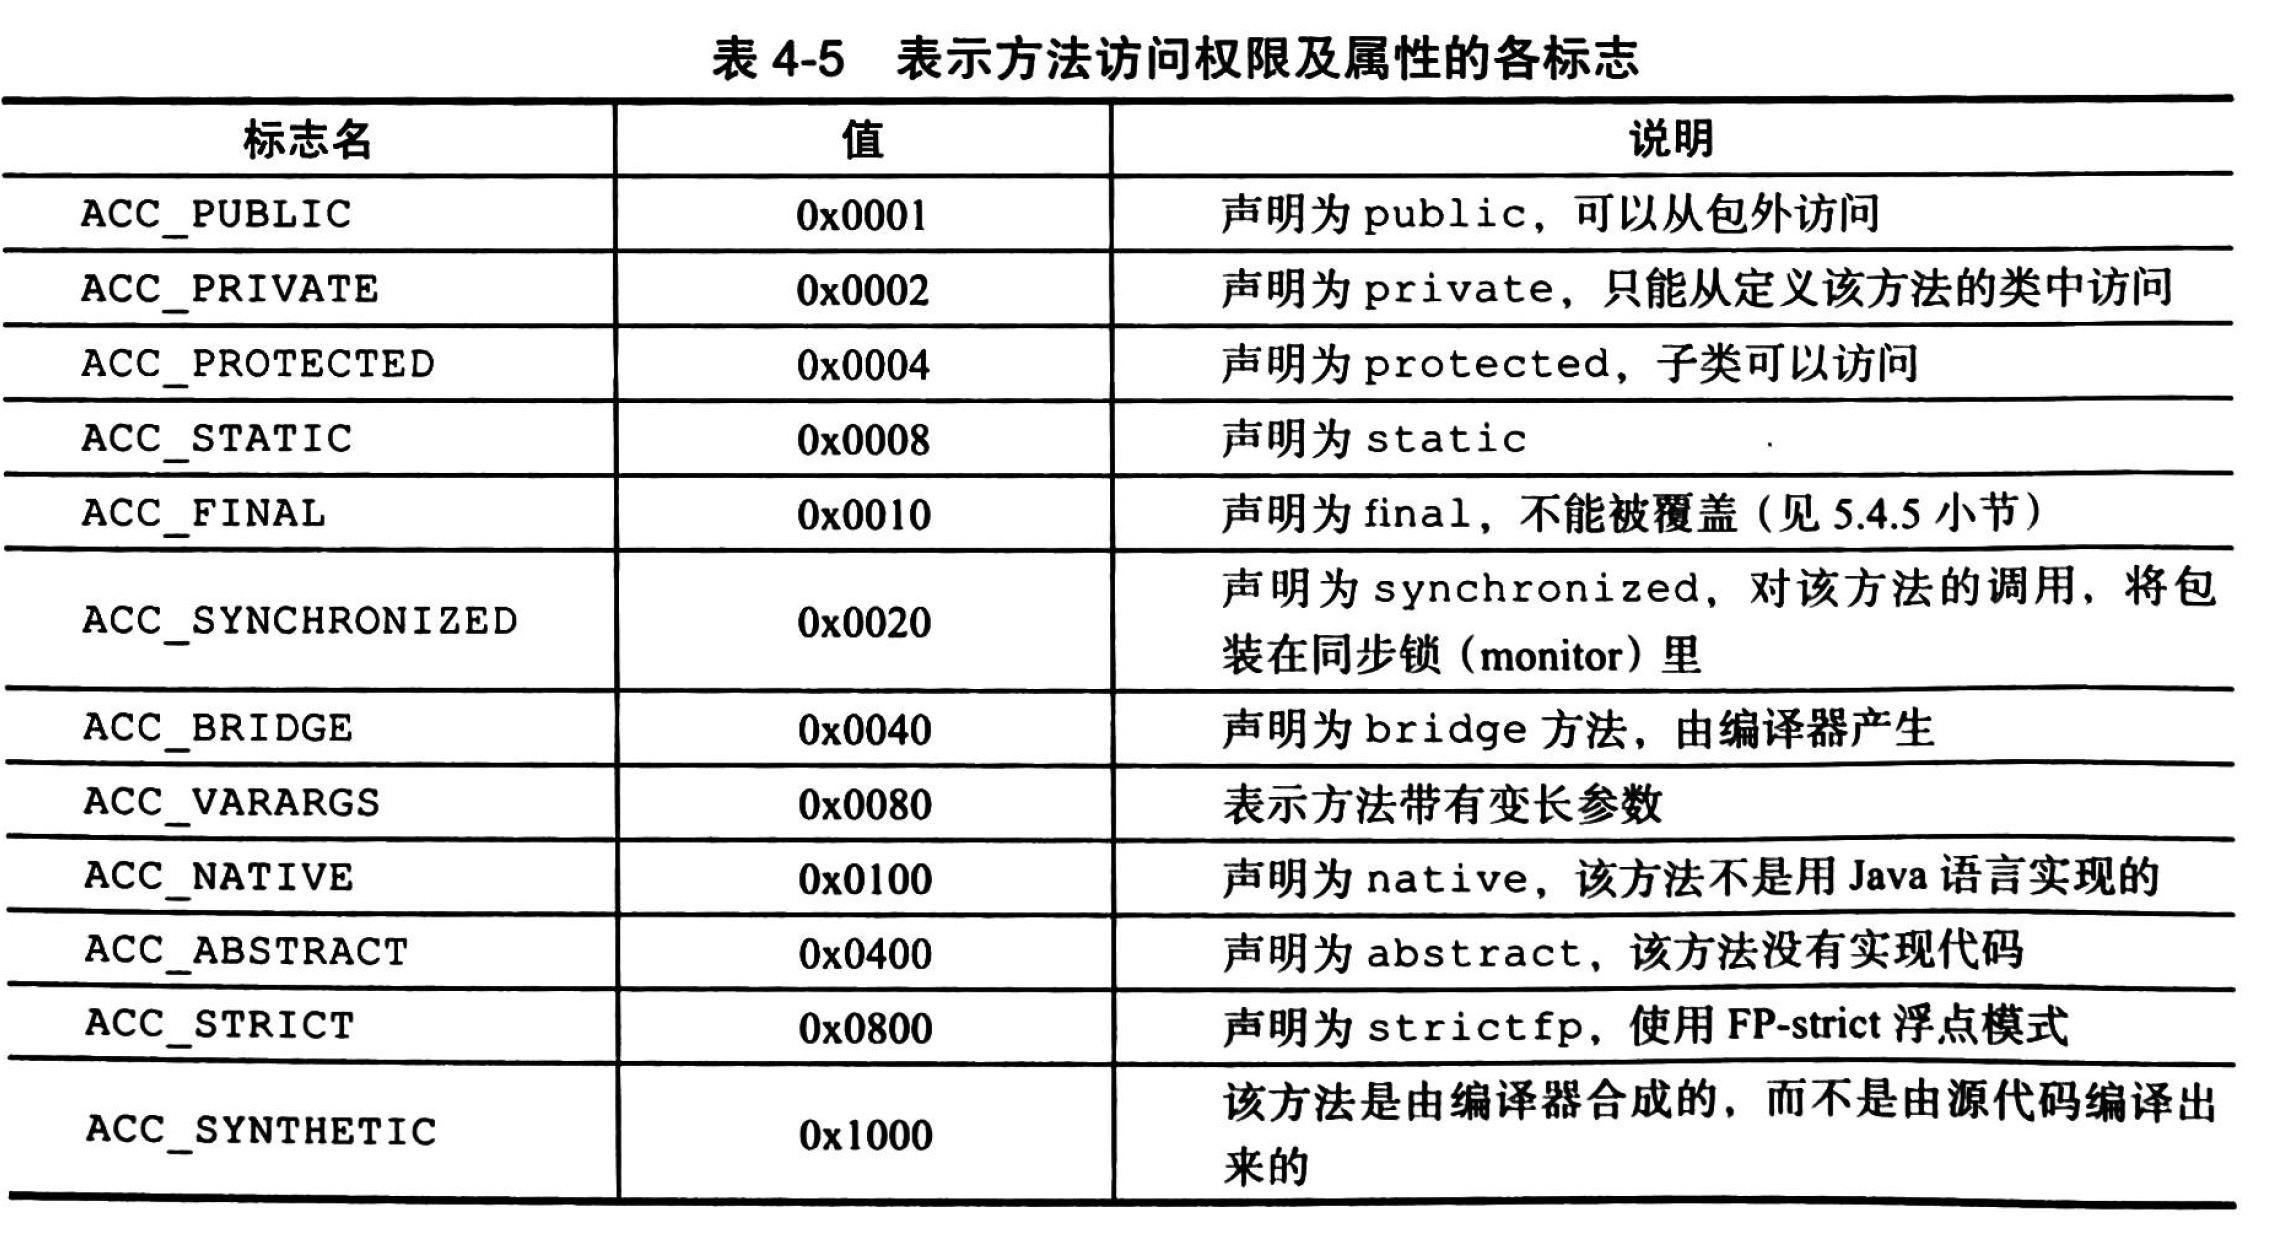 表 4-5 表示方法访问权限及属性的各标志
标志名 值 说明
ACC_PUBLIC 0x0001 声明为 public，可以从包外访问
ACC_PRIVATE 0x0002 声明为 private，只能从定义该方法的类中访问
ACC_PROTECTED 0x0004 声明为 protected，子类可以访问
ACC_STATIC 0x0008 声明为 static
ACC_FINAL 0x0010 声明为 final，不能被覆盖（见 5.4.5 小节）
ACC_SYNCHRONIZED 0x0020 声明为 synchronized，对该方法的调用，将包
装在同步锁（monitor）里
ACC_BRIDGE 0x0040 声明为 bridge 方法，由编译器产生
ACC_VARARGS 0x0080 表示方法带有变长参数
ACC_NATIVE 0x0100 声明为 native，该方法不是用 Java 语言实现的
ACC_ABSTRACT 0x0400 声明为 abstract，该方法没有实现代码
ACC_STRICT 0x0800 声明为 strictfp，使用 FP-strict 浮点模式
ACC_SYNTHETIC 0x1000 该方法是由编译器合成的，而不是由源代码编译出
来的